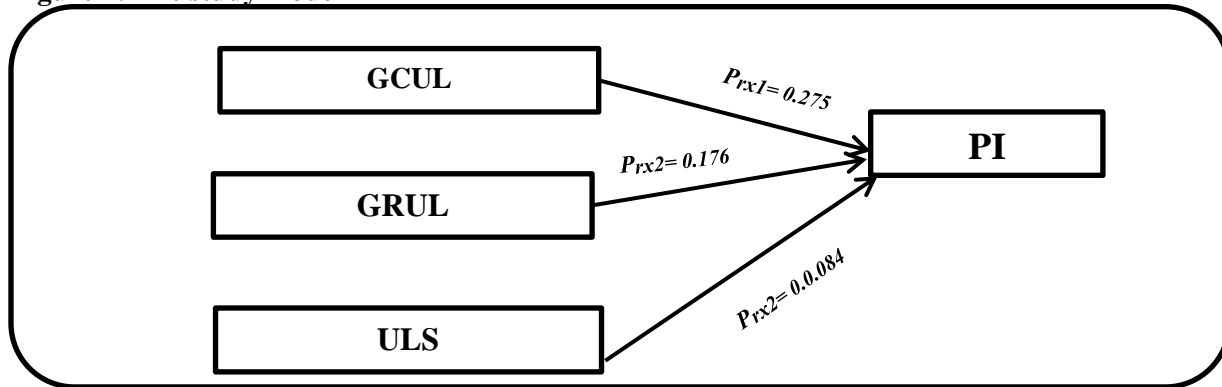 GCUL
Prx1= 0.275
PI
Prx2= 0.176
GRUL
Prx2= 0.0.084
ULS